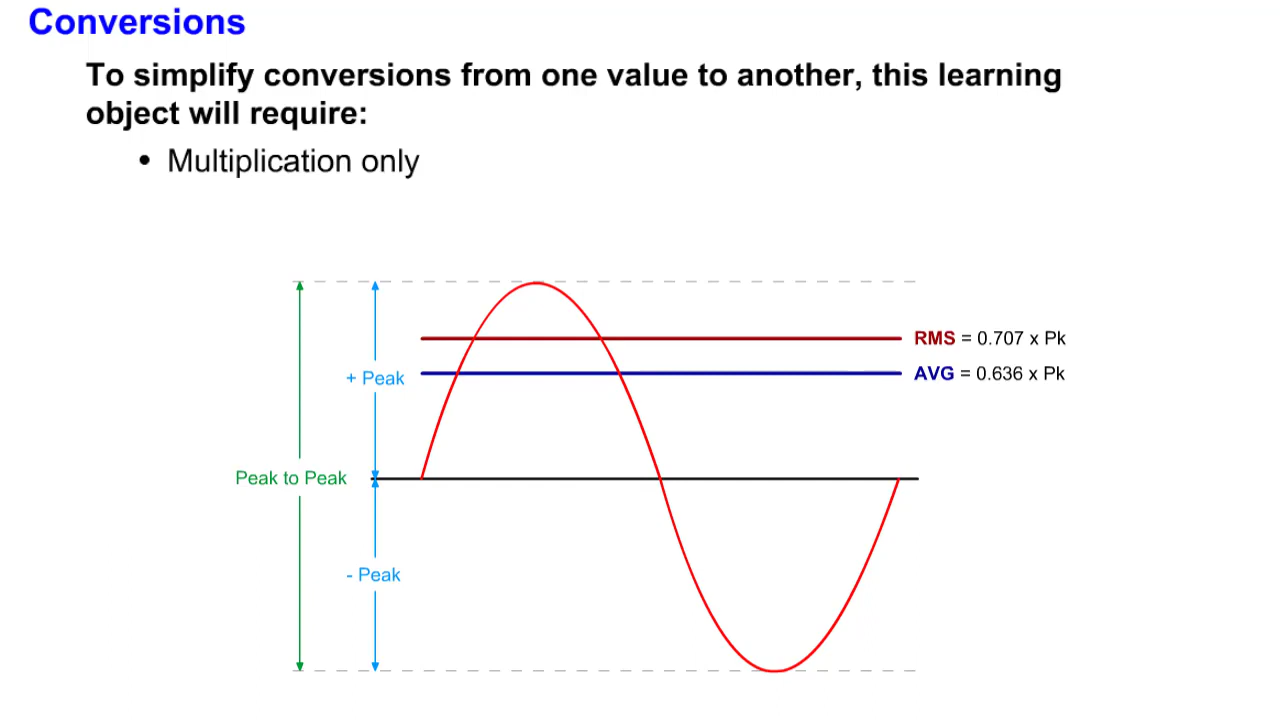 Conversions
To simplify conversions from one value to another, this learning
object will require:
• Multiplication only
RMS = 0.707 x Pk
AVG = 0.636 x Pk
+ Peak
Peak to Peak
- Peak